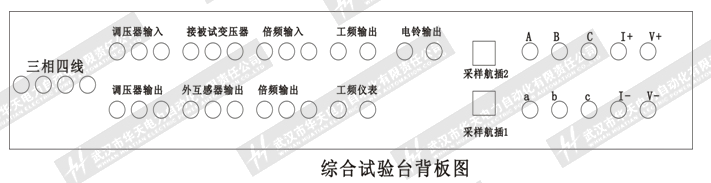 调压器输入 接被试变压器 倍频输入 工频输出 电铃输出 A B C I+ V+
三相四线
采样航插2
调压器输出 外互感器输出 倍频输出 工频仪表 a b c I- V-
采样航插1
综合试验台背板图